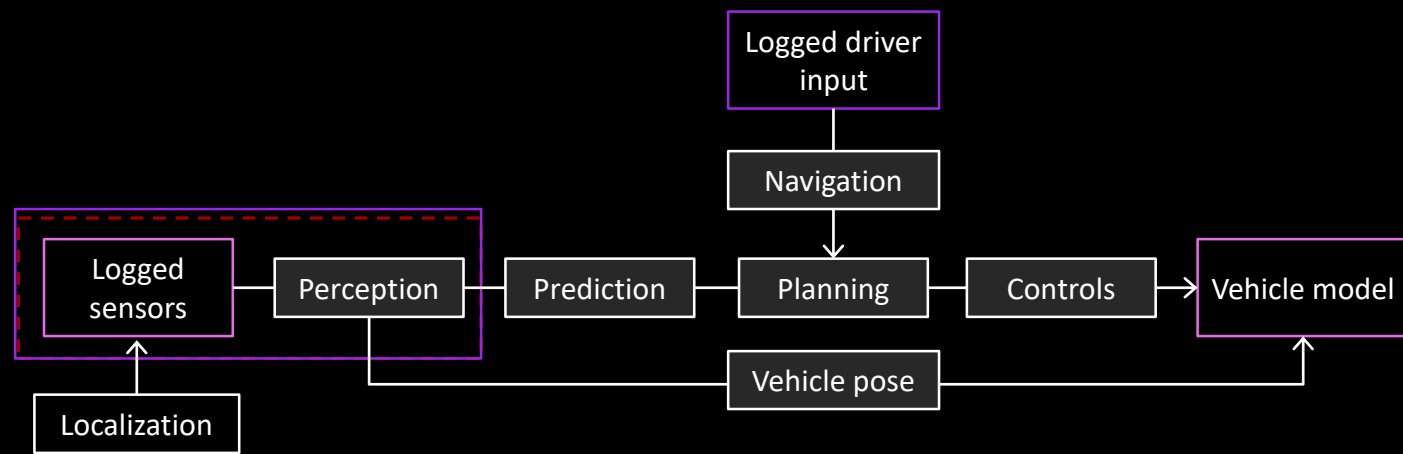 Logged driver
input
Navigation
Logged
sensors
Perception
Prediction
Planning
Controls
Vehicle model
Vehicle pose
Localization